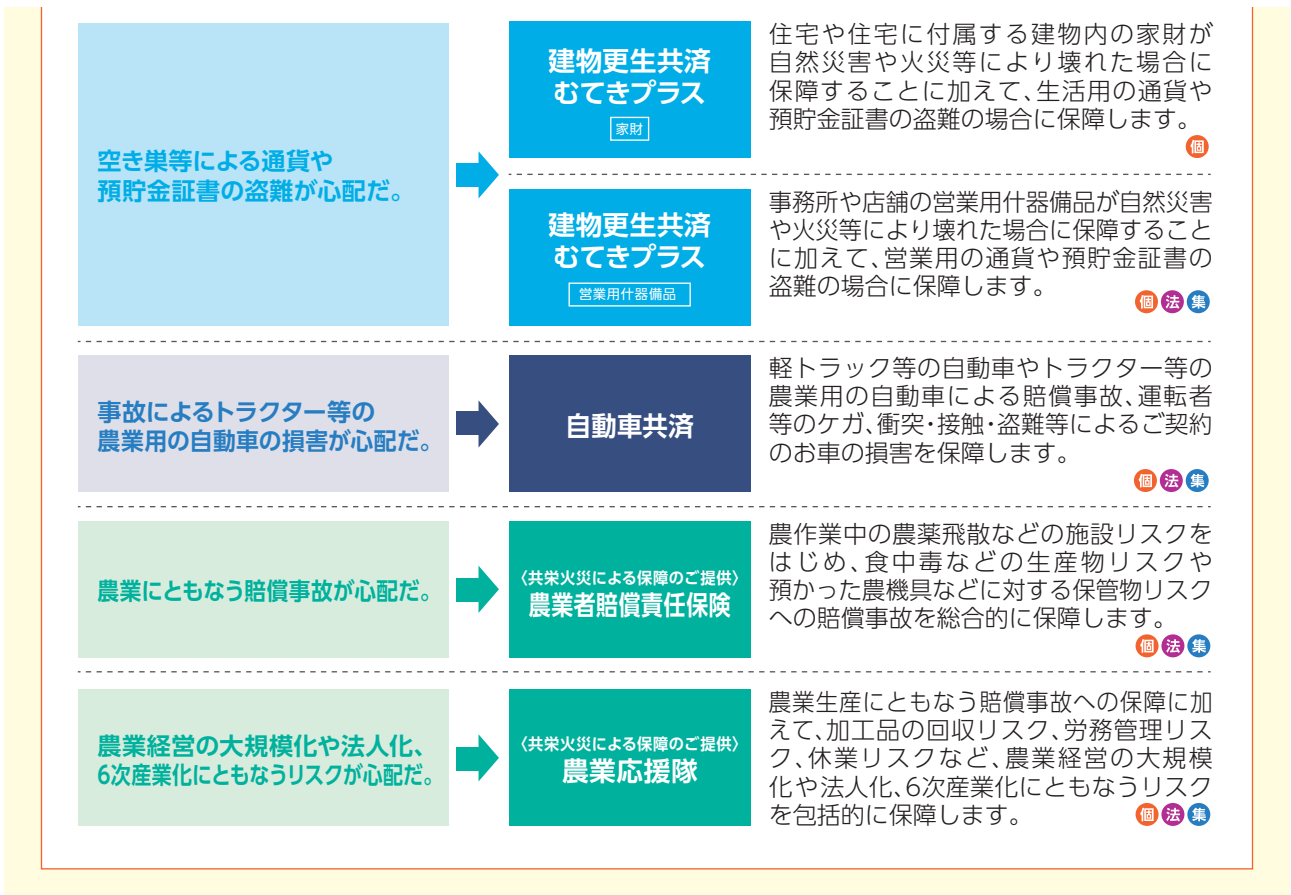 空き巣等による通貨や
預貯金証書の盗難が心配だ。
建物更生共済
むてきプラス
家財
住宅や住宅に付属する建物内の家財が
自然災害や火災等により壊れた場合に
保障することに加えて、生活用の通貨や
預貯金証書の盗難の場合に保障します。
個
建物更生共済
むてきプラス
営業用什器備品
事務所や店舗の営業用什器備品が自然災害
や火災等により壊れた場合に保障すること
に加えて、営業用の通貨や預貯金証書の
盗難の場合に保障します。
個 法 集
事故によるトラクター等の
農業用の自動車の損害が心配だ。
自動車共済
軽トラック等の自動車やトラクター等の
農業用の自動車による賠償事故、運転者
等のケガ、衝突・接触・盗難等によるご契約
のお車の損害を保障します。
個 法 集
農業にともなう賠償事故が心配だ。
〈共栄火災による保障のご提供〉
農業者賠償責任保険
農作業中の農薬飛散などの施設リスクを
はじめ、食中毒などの生産物リスクや
預かった農機具などに対する保管物リスク
への賠償事故を総合的に保障します。
個 法 集
農業経営の大規模化や法人化、
6次産業化にともなうリスクが心配だ。
〈共栄火災による保障のご提供〉
農業応援隊
農業生産にともなう賠償事故への保障に加
えて、加工品の回収リスク、労務管理リス
ク、休業リスクなど、農業経営の大規模
化や法人化、6次産業化にともなうリスク
を包括的に保障します。
個 法 集